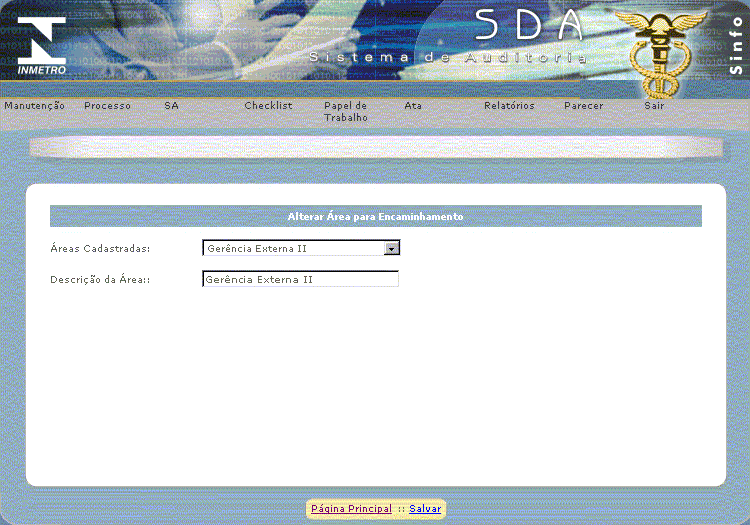 SDA
Sistema de Auditoria
INMETRO
Sinfo
Manutenção Processo SA Checklist Papel de Trabalho Ata Relatórios Parecer Sair
Alterar Área para Encaminhamento
Áreas Cadastradas: Gerência Externa II
Descrição da Área:: Gerência Externa II
Página Principal :: Salvar